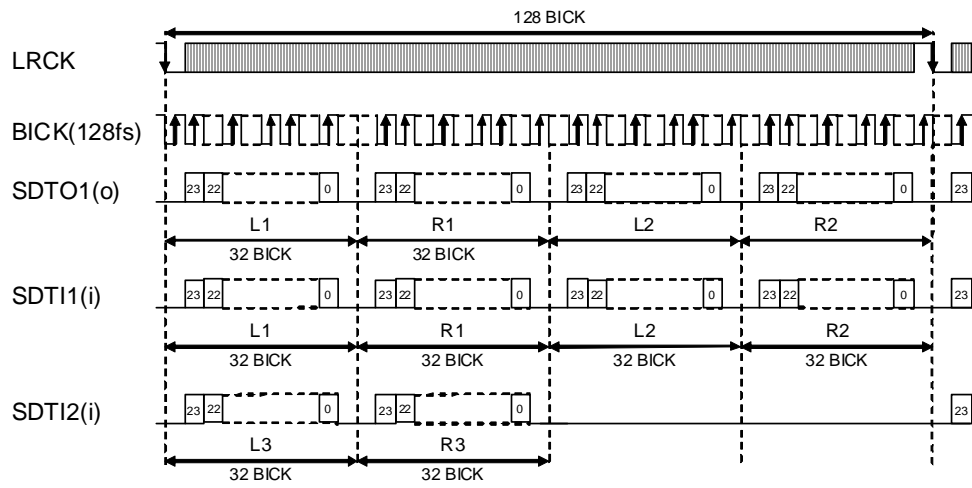 128 BICK
LRCK
BICK(128fs)
SDTO1(o)
23 22 0 23 22 0 23 22 0 23 22 0 23
L1 R1 L2 R2
32 BICK 32 BICK
SDTI1(i)
23 22 0 23 22 0 23 22 0 23 22 0 23
L1 R1 L2 R2
32 BICK 32 BICK 32 BICK 32 BICK
SDTI2(i)
23 22 0 23 22 0 23
L3 R3
32 BICK 32 BICK